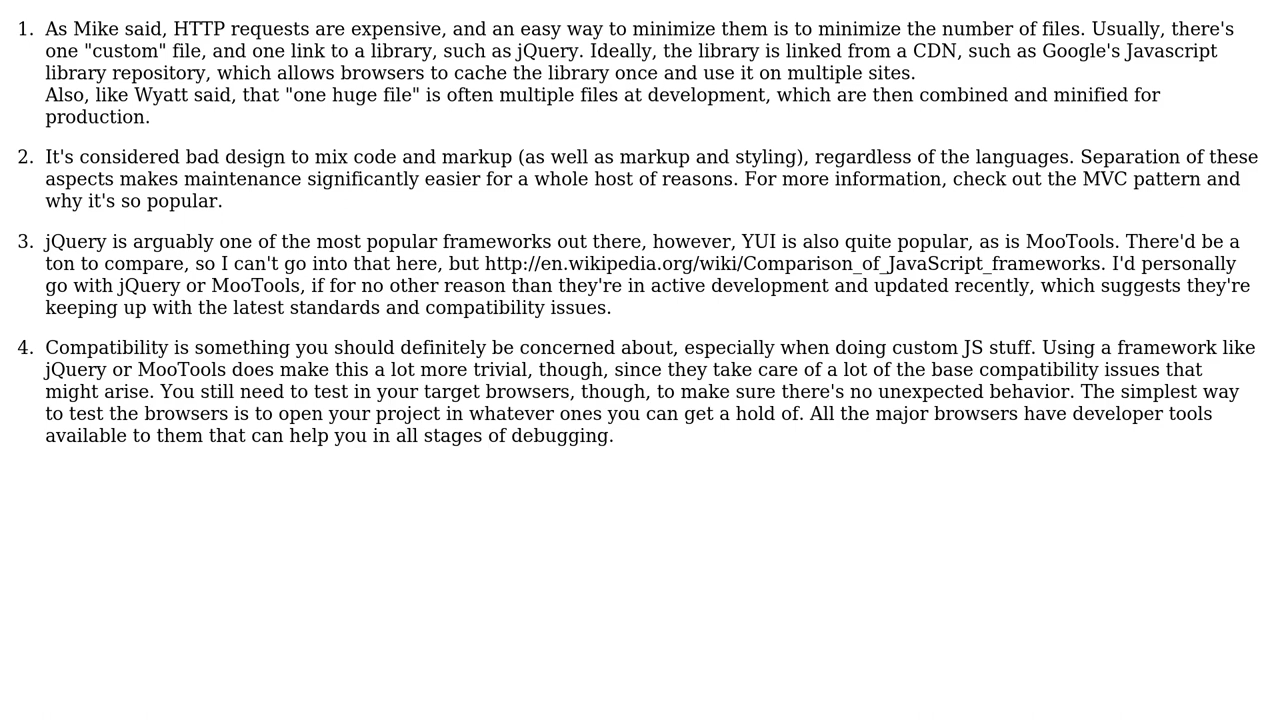 1. As Mike said, HTTP requests are expensive, and an easy way to minimize them is to minimize the number of files. Usually, there's
one "custom" file, and one link to a library, such as jQuery. Ideally, the library is linked from a CDN, such as Google's Javascript
library repository, which allows browsers to cache the library once and use it on multiple sites.
Also, like Wyatt said, that "one huge file" is often multiple files at development, which are then combined and minified for
production.
2. It's considered bad design to mix code and markup (as well as markup and styling), regardless of the languages. Separation of these
aspects makes maintenance significantly easier for a whole host of reasons. For more information, check out the MVC pattern and
why it's so popular.
3. jQuery is arguably one of the most popular frameworks out there, however, YUI is also quite popular, as is MooTools. There'd be a
ton to compare, so I can't go into that here, but http://en.wikipedia.org/wiki/Comparison_of_JavaScript_frameworks. I'd personally
go with jQuery or MooTools, if for no other reason than they're in active development and updated recently, which suggests they're
keeping up with the latest standards and compatibility issues.
4. Compatibility is something you should definitely be concerned about, especially when doing custom JS stuff. Using a framework like
jQuery or MooTools does make this a lot more trivial, though, since they take care of a lot of the base compatibility issues that
might arise. You still need to test in your target browsers, though, to make sure there's no unexpected behavior. The simplest way
to test the browsers is to open your project in whatever ones you can get a hold of. All the major browsers have developer tools
available to them that can help you in all stages of debugging.